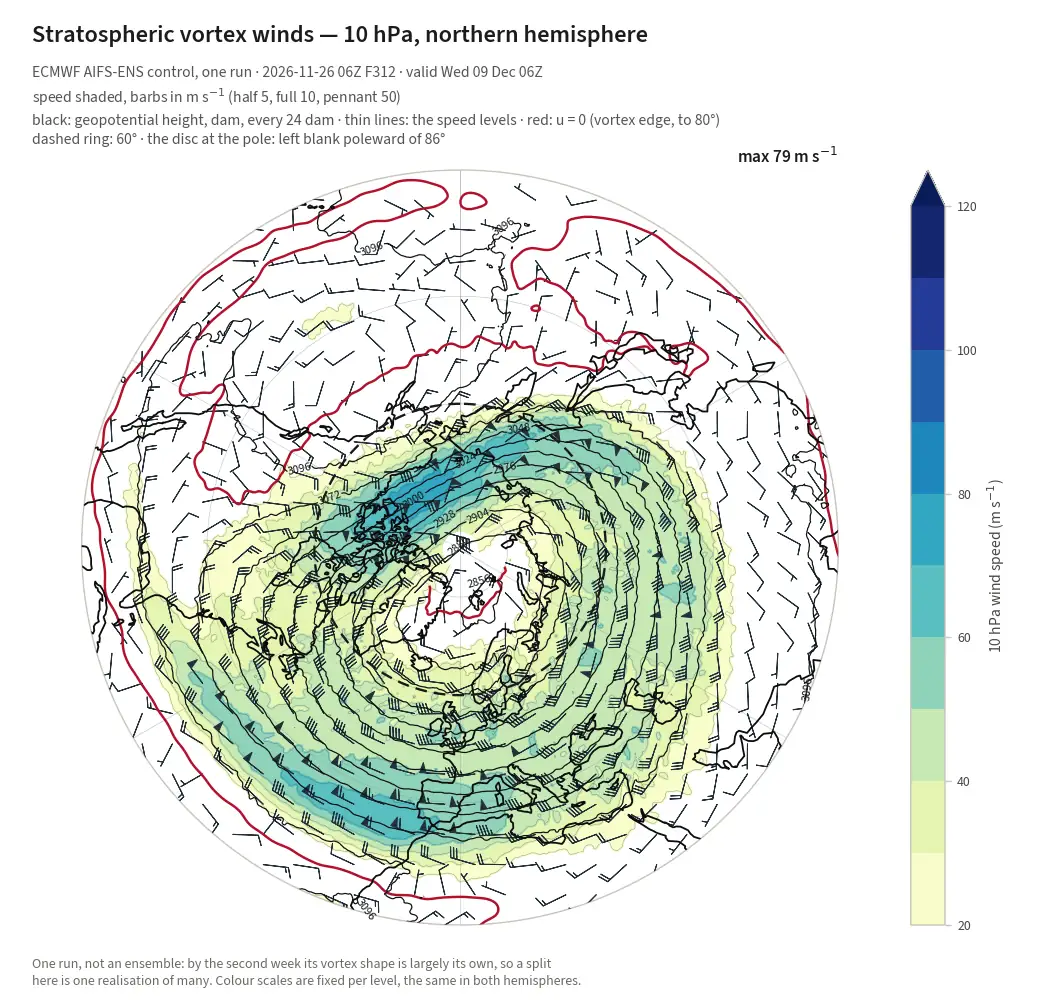 Stratospheric vortex winds — 10 hPa, northern hemisphere
ECMWF AIFS-ENS control, one run · 2026-11-26 06Z F312 · valid Wed 09 Dec 06Z
speed shaded, barbs in m s⁻¹ (half 5, full 10, pennant 50)
black: geopotential height, dam, every 24 dam · thin lines: the speed levels · red: u = 0 (vortex edge, to 80°)
dashed ring: 60° · the disc at the pole: left blank poleward of 86°
max 79 m s⁻¹
120
100
80
60
40
20
10 hPa wind speed (m s⁻¹)
3096
3096
3096
3048
3072
3000
2928
2904
2856
3096
3096
One run, not an ensemble: by the second week its vortex shape is largely its own, so a split
here is one realisation of many. Colour scales are fixed per level, the same in both hemispheres.